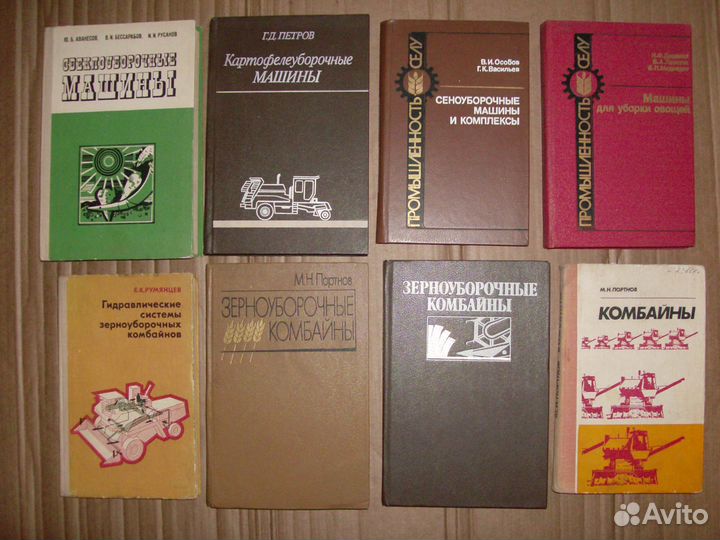 Ю.Б. АВАНЕСОВ, В.И. БЕССАРАБОВ, И.И. РУСАНОВ
СВЕКЛОУБОРОЧНЫЕ
МАШИНЫ
Г.Д. ПЕТРОВ
Картофелеуборочные
МАШИНЫ
ПРОМЫШЛЕННОСТЬ СЕЛУ
В.И. Особов
Г.К. Васильев
СЕНОУБОРОЧНЫЕ
МАШИНЫ
И КОМПЛЕКСЫ
ПРОМЫШЛЕННОСТЬ СЕЛУ
Машины
для уборки овощей
Е.К. РУМЯНЦЕВ
Гидравлические
системы
зерноуборочных
комбайнов
М.Н. Портнов
ЗЕРНОУБОРОЧНЫЕ
КОМБАЙНЫ
ЗЕРНОУБОРОЧНЫЕ
КОМБАЙНЫ
М.Н. ПОРТНОВ
КОМБАЙНЫ
Avito